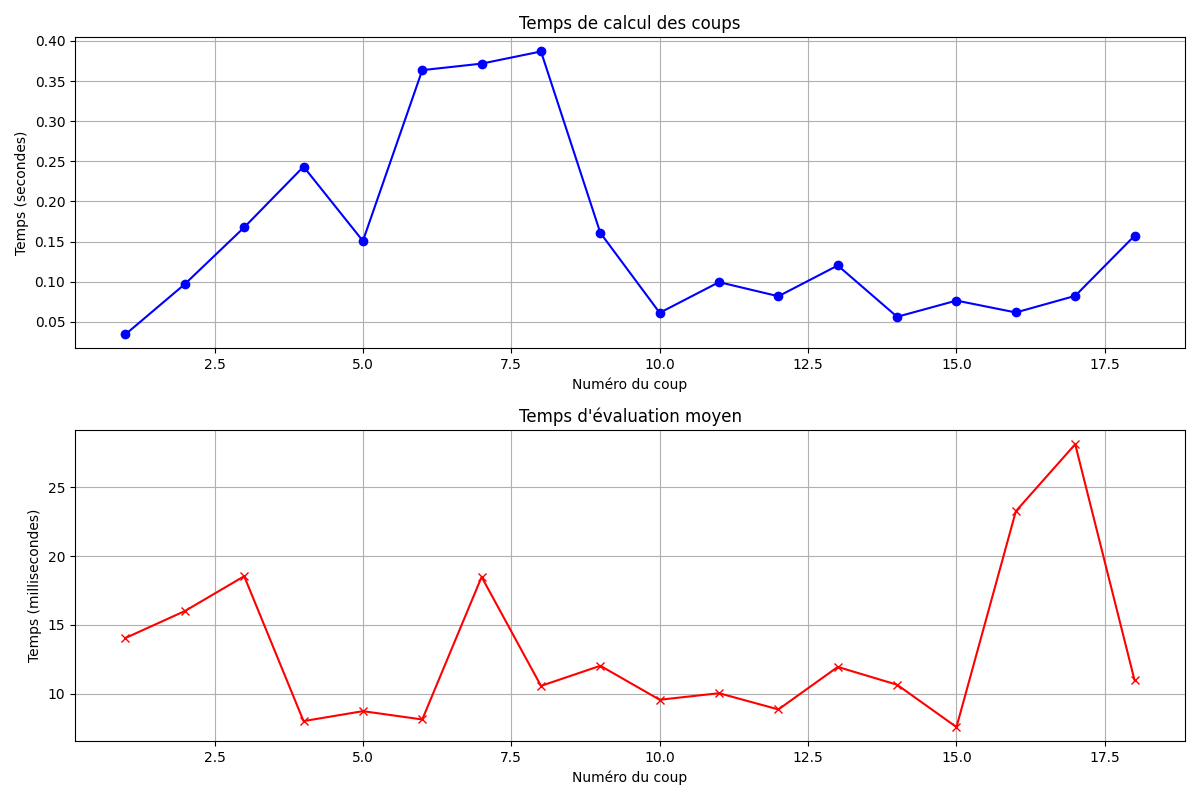 Temps de calcul des coups
0.40
0.35
0.30
0.25
0.20
0.15
0.10
0.05
Temps (secondes)
2.5 5.0 7.5 10.0 12.5 15.0 17.5
Numéro du coup
Temps d'évaluation moyen
25
20
15
10
Temps (millisecondes)
2.5 5.0 7.5 10.0 12.5 15.0 17.5
Numéro du coup